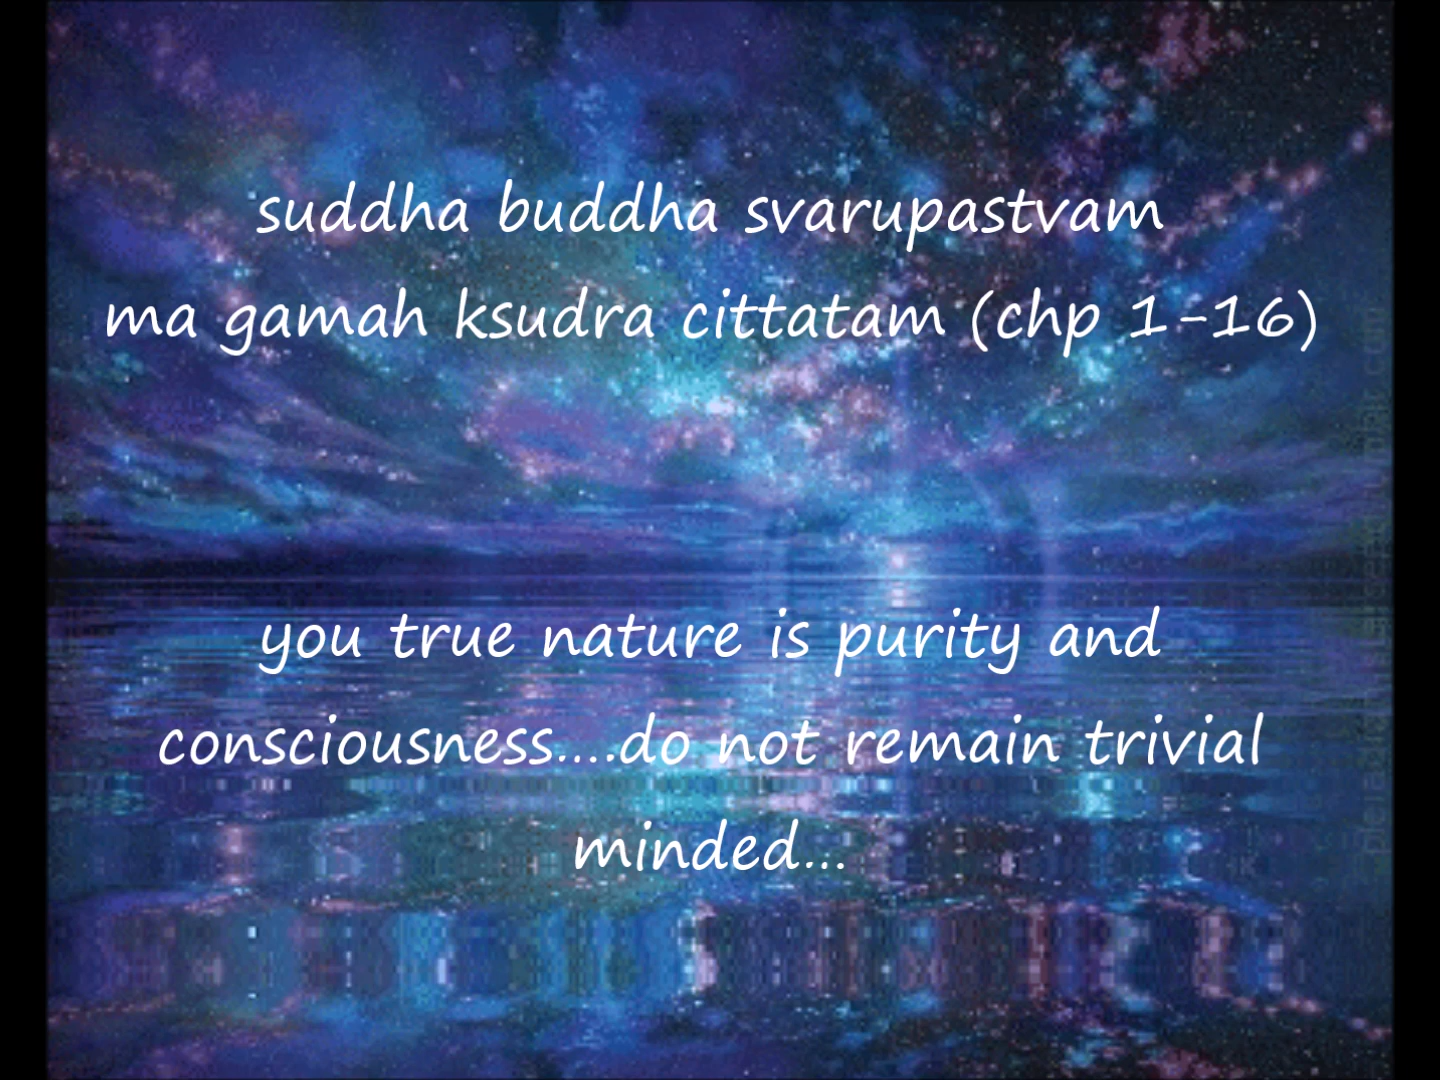 suddha buddha svarupastvam
ma gamah ksudra cittatam (chp 1-16)
you true nature is purity and
consciousness....do not remain trivial
minded...